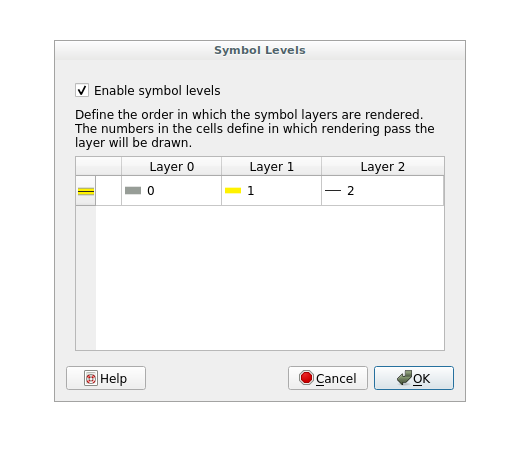 Symbol Levels
Enable symbol levels
Define the order in which the symbol layers are rendered.
The numbers in the cells define in which rendering pass the
layer will be drawn.
Layer 0 Layer 1 Layer 2
0 1 2
Help Cancel OK